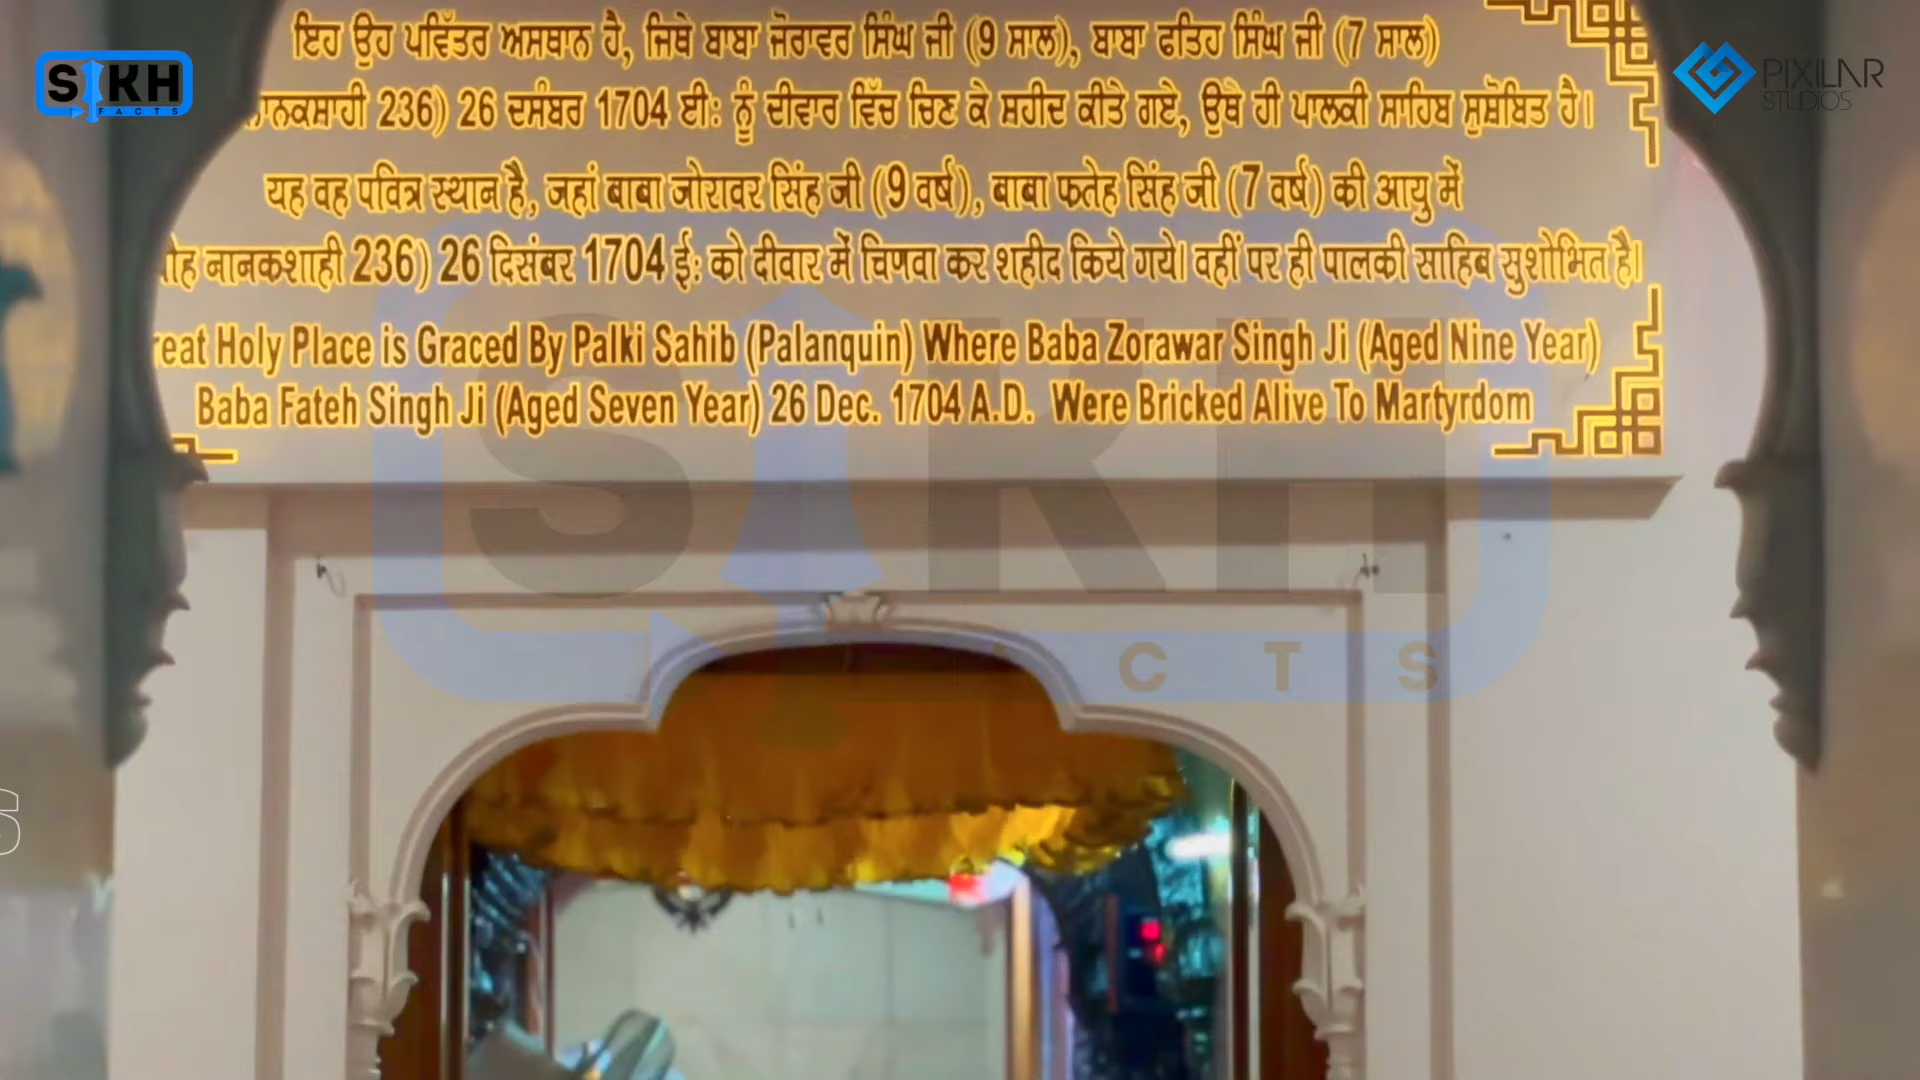 ਇਹ ਉਹ ਪਵਿੱਤਰ ਅਸਥਾਨ ਹੈ, ਜਿਥੇ ਬਾਬਾ ਜੋਰਾਵਰ ਸਿੰਘ ਜੀ (9 ਸਾਲ), ਬਾਬਾ ਫਤਿਹ ਸਿੰਘ ਜੀ (7 ਸਾਲ)
236) 26 ਦਸੰਬਰ 1704 ਈ: ਨੂੰ ਦੀਵਾਰ ਵਿੱਚ ਚਿਣ ਕੇ ਸ਼ਹੀਦ ਕੀਤੇ ਗਏ, ਉਥੇ ਹੀ ਪਾਲਕੀ ਸਾਹਿਬ ਸੁਸ਼ੋਬਿਤ ਹੈ।
यह वह पवित्र स्थान है, जहां बाबा जोरावर सिंह जी (9 वर्ष), बाबा फतेह सिंह जी (7 वर्ष) की आयु में
नानकशाही 236) 26 दिसंबर 1704 ई: को दीवार में चिणवा कर शहीद किये गये। वहीं पर ही पालकी साहिब सुशोभित है।
reat Holy Place is Graced By Palki Sahib (Palanquin) Where Baba Zorawar Singh Ji (Aged Nine Year)
Baba Fateh Singh Ji (Aged Seven Year) 26 Dec. 1704 A.D. Were Bricked Alive To Martyrdom
SIKH
FACTS
PIXILAR
STUDIOS